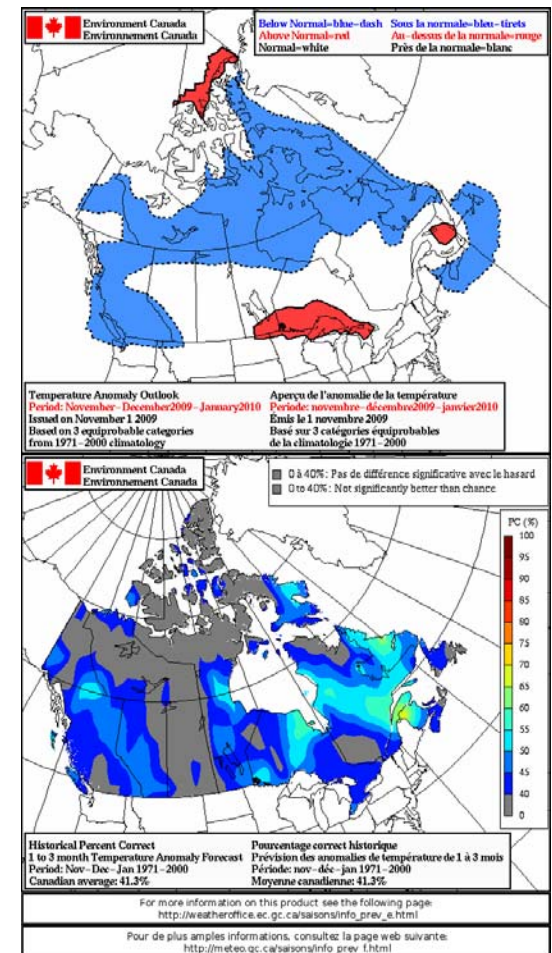 Environment Canada
Environnement Canada
Below Normal=blue-dash Sous la normale=bleu-tirets
Above Normal=red Au-dessus de la normale=rouge
Normal=white Près de la normale=blanc
Temperature Anomaly Outlook
Period: November-December2009-January2010
Issued on November 1 2009
Based on 3 equiprobable categories
from 1971-2000 climatology
Aperçu de l'anomalie de la température
Periode: novembre-décembre2009-janvier2010
Émis le 1 novembre 2009
Basé sur 3 catégories équiprobables
de la climatologie 1971-2000
Environment Canada
Environnement Canada
0 à 40%: Pas de différence significative avec le hasard
0 to 40%: Not significantly better than chance
PC (%)
100
95
90
85
80
75
70
65
60
55
50
45
40
0
Historical Percent Correct
1 to 3 month Temperature Anomaly Forecast
Period: Nov-Dec-Jan 1971-2000
Canadian average: 41.3%
Pourcentage correct historique
Prévision des anomalies de température de 1 à 3 mois
Période: nov-déc-jan 1971-2000
Moyenne canadienne: 41.3%
For more information on this product see the following page:
http://weatheroffice.ec.gc.ca/saisons/info_prev_e.html
Pour de plus amples informations, consultez la page web suivante:
http://meteo.gc.ca/saisons/info_prev_f.html